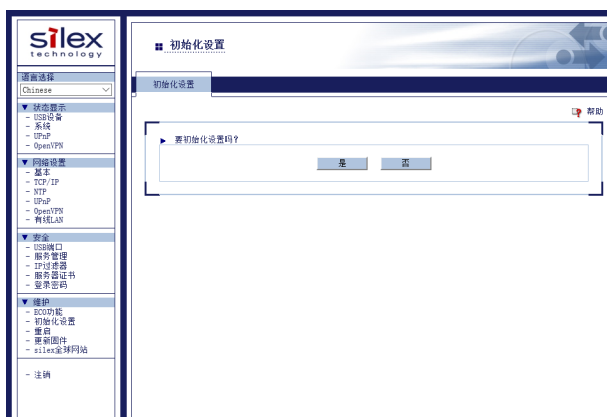 silex
technology
语言选择
Chinese
▼ 状态显示
- USB设备
- 系统
- UPnP
- OpenVPN
▼ 网络设置
- 基本
- TCP/IP
- NTP
- UPnP
- OpenVPN
- 有线LAN
▼ 安全
- USB端口
- 服务管理
- IP过滤器
- 服务器证书
- 登录密码
▼ 维护
- ECO功能
- 初始化设置
- 重启
- 更新固件
- silex全球网站
- 注销
初始化设置
初始化设置
帮助
要初始化设置吗?
是 否